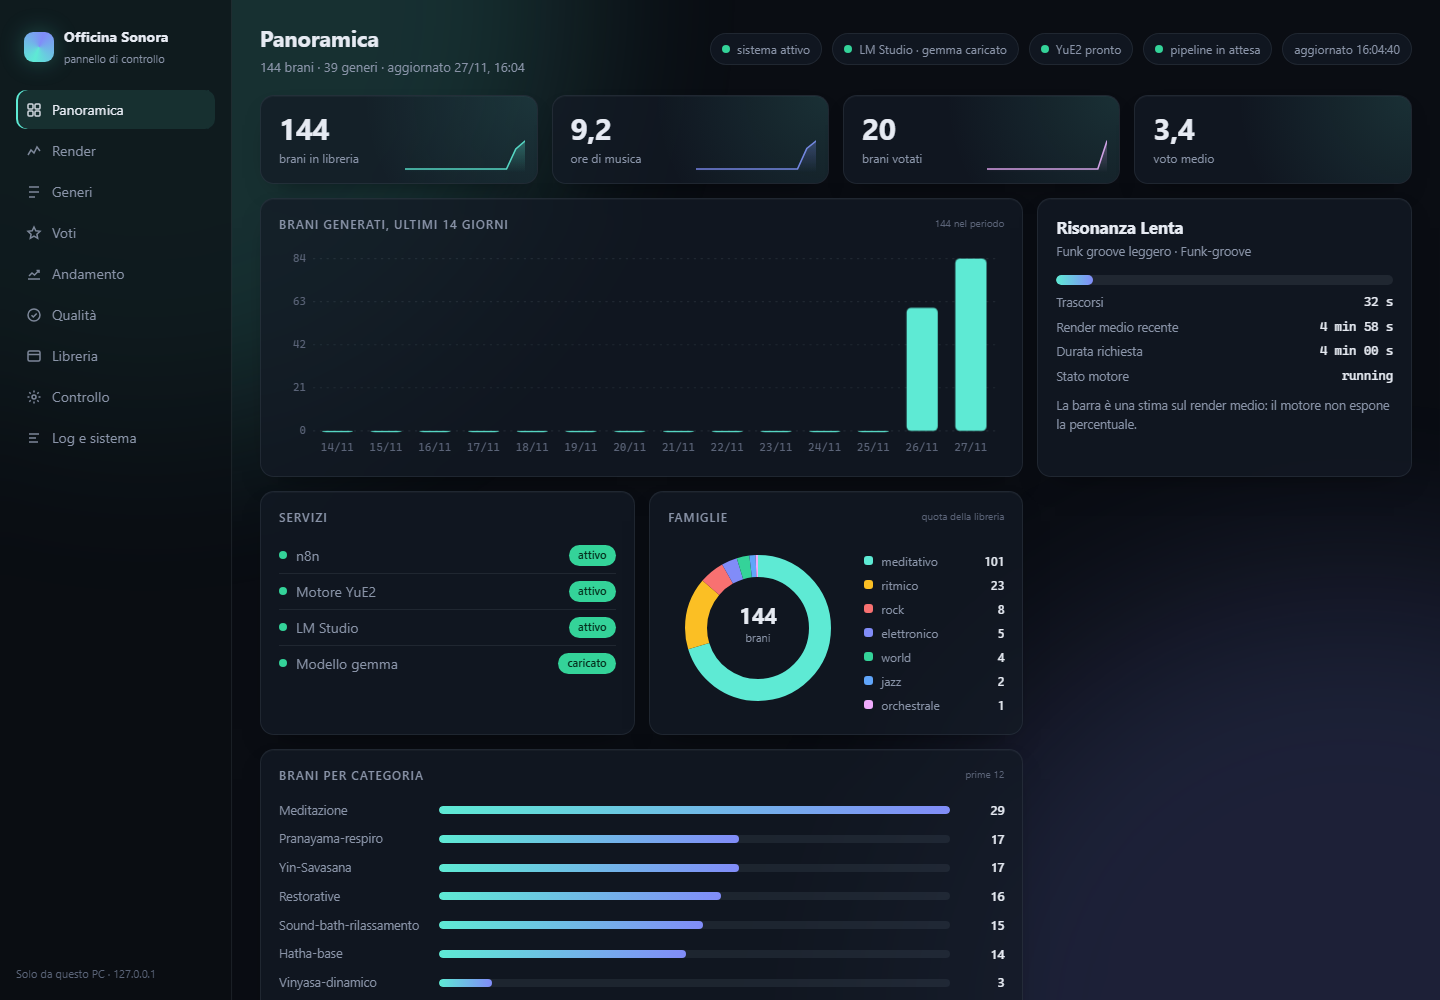 Officina Sonora
pannello di controllo
Panoramica
Render
Generi
Voti
Andamento
Qualità
Libreria
Controllo
Log e sistema
Solo da questo PC · 127.0.0.1
Panoramica
144 brani · 39 generi · aggiornato 27/11, 16:04
sistema attivo
LM Studio · gemma caricato
YuE2 pronto
pipeline in attesa
aggiornato 16:04:40
144
brani in libreria
9,2
ore di musica
20
brani votati
3,4
voto medio
BRANI GENERATI, ULTIMI 14 GIORNI
144 nel periodo
84
63
42
21
0
14/11 15/11 16/11 17/11 18/11 19/11 20/11 21/11 22/11 23/11 24/11 25/11 26/11 27/11
Risonanza Lenta
Funk groove leggero · Funk-groove
Trascorsi 32 s
Render medio recente 4 min 58 s
Durata richiesta 4 min 00 s
Stato motore running
La barra è una stima sul render medio: il motore non espone
la percentuale.
SERVIZI
n8n attivo
Motore YuE2 attivo
LM Studio attivo
Modello gemma caricato
FAMIGLIE
quota della libreria
144
brani
meditativo 101
ritmico 23
rock 8
elettronico 5
world 4
jazz 2
orchestrale 1
BRANI PER CATEGORIA
prime 12
Meditazione 29
Pranayama-respiro 17
Yin-Savasana 17
Restorative 16
Sound-bath-rilassamento 15
Hatha-base 14
Vinyasa-dinamico 3